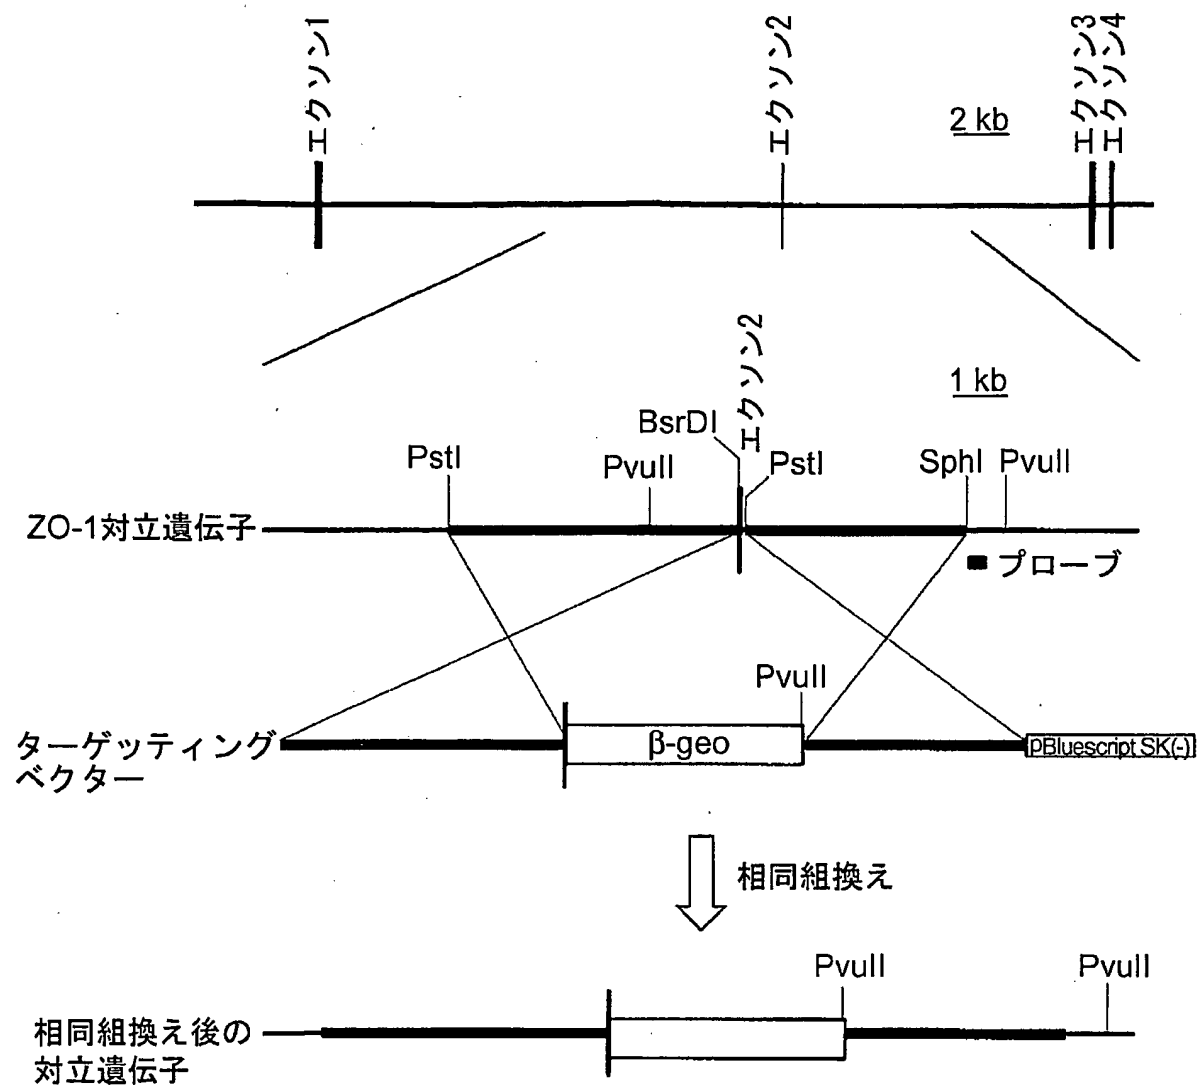 エクソン1
エクソン2
エクソン3
エクソン4
2 kb
1 kb
エクソン2
BsrDI
PstI
PvuII
PstI
SphI
PvuII
ZO-1対立遺伝子
プローブ
PvuII
ターゲッティング
ベクター
β-geo
pBluescript SK(-)
相同組換え
PvuII
PvuII
相同組換え後の
対立遺伝子